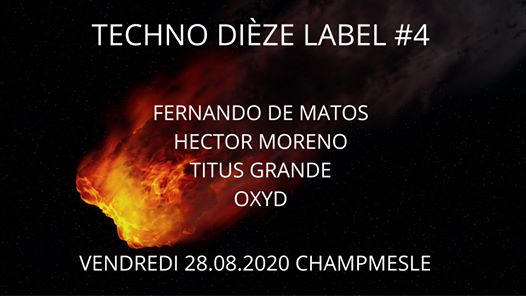 TECHNO DIÈZE LABEL #4
FERNANDO DE MATOS
HECTOR MORENO
TITUS GRANDE
OXYD
VENDREDI 28.08.2020 CHAMPMESLE